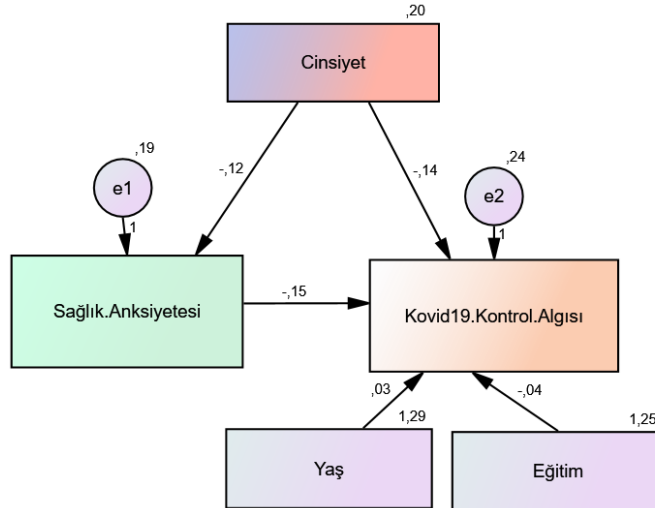 ,20
Cinsiyet
,19
e1
1
-,12
-,14
,24
e2
1
Sağlık.Anksiyetesi
-,15
Kovid19.Kontrol.Algısı
,03
-,04
1,29
Yaş
1,25
Eğitim